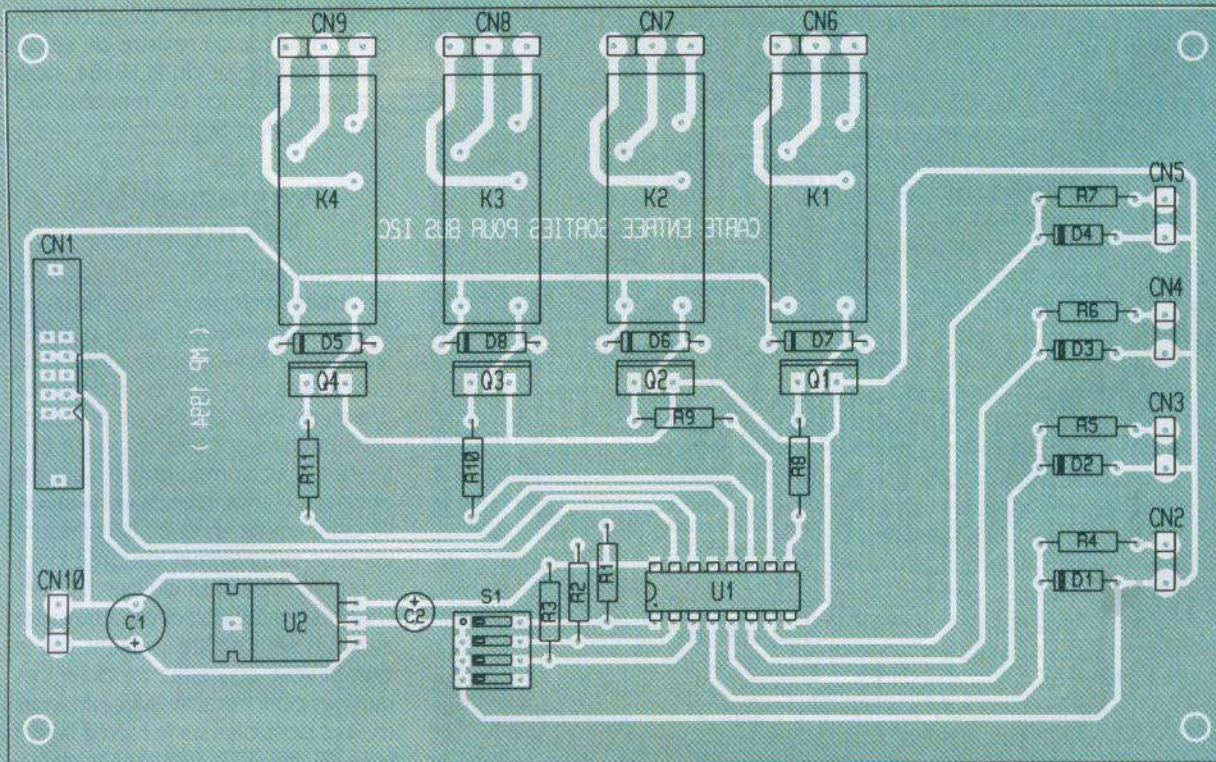 CN9 CN8 CN7 CN6
K4 K3 K2 K1
CN5
R7
D4
CARTE ENTREE SORTIES POUR BUS I2C
CN1
CN4
R6
D5 D8 D6 D7
D3
( MP 1994 )
Q4 Q3 Q2 Q1
CN3
R9
R5
R11 R10 R8
D2
CN2
R4
CN10
R3 R2 R1
D1
S1
U1
C1
U2
C2